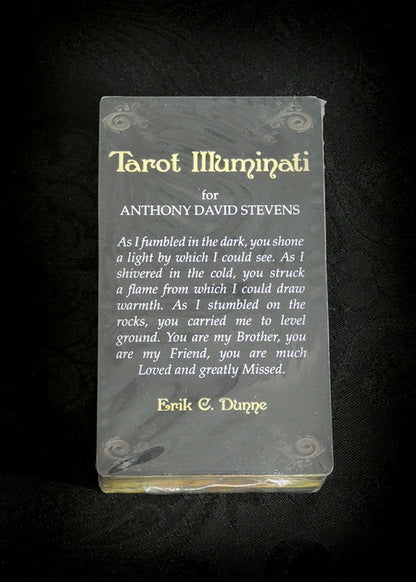 Tarot Illuminati
for
ANTHONY DAVID STEVENS
As I fumbled in the dark, you shone
a light by which I could see. As I
shivered in the cold, you struck
a flame from which I could draw
warmth. As I stumbled on the
rocks, you carried me to level
ground. You are my Brother, you
are my Friend, you are much
Loved and greatly Missed.
Erik C. Dunne